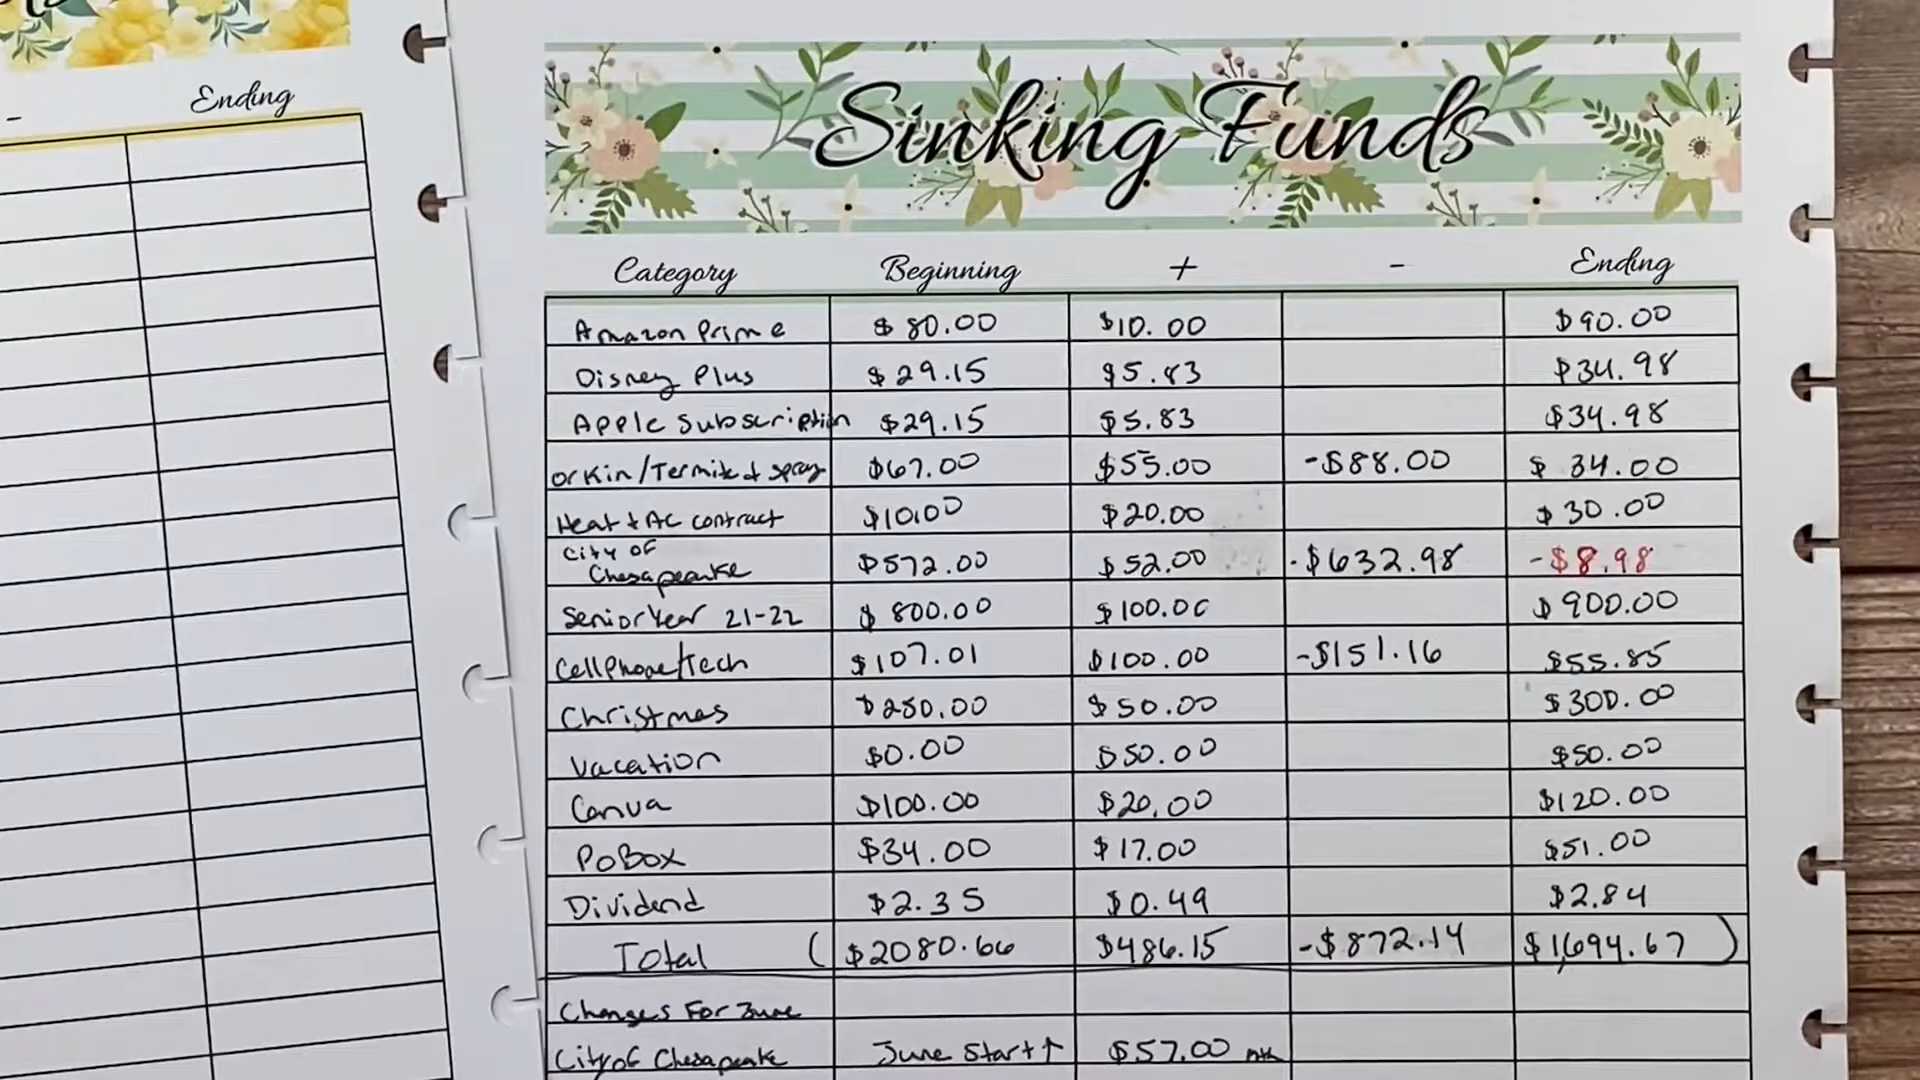 - Ending
Sinking Funds
Category Beginning + - Ending
Amazon Prime $80.00 $10.00 $90.00
Disney Plus $29.15 $5.83 $34.98
Apple Subscription $29.15 $5.83 $34.98
Orkin/Termite & spray $67.00 $55.00 -$88.00 $34.00
Heat & AC contract $10.00 $20.00 $30.00
City of
Chesapeake $572.00 $52.00 -$632.98 -$8.98
Senior Year 21-22 $800.00 $100.00 $900.00
Cellphone/Tech $107.01 $100.00 -$151.16 $55.85
Christmas $250.00 $50.00 $300.00
Vacation $0.00 $50.00 $50.00
Canva $100.00 $20.00 $120.00
PoBox $34.00 $17.00 $51.00
Dividend $2.35 $0.49 $2.84
Total ( $2080.66 $486.15 -$872.14 $1,694.67 )
Changes For June
City of Chesapeake June Start ↑ $57.00 mth